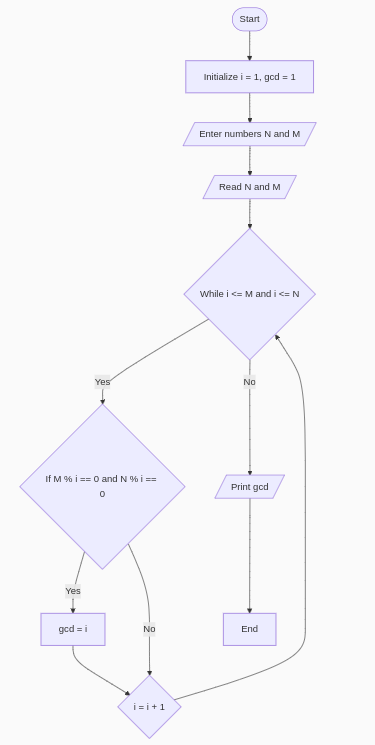 Start
Initialize i = 1, gcd = 1
Enter numbers N and M
Read N and M
While i <= M and i <= N
Yes
No
If M % i == 0 and N % i ==
0
Print gcd
Yes
No
gcd = i
End
i = i + 1